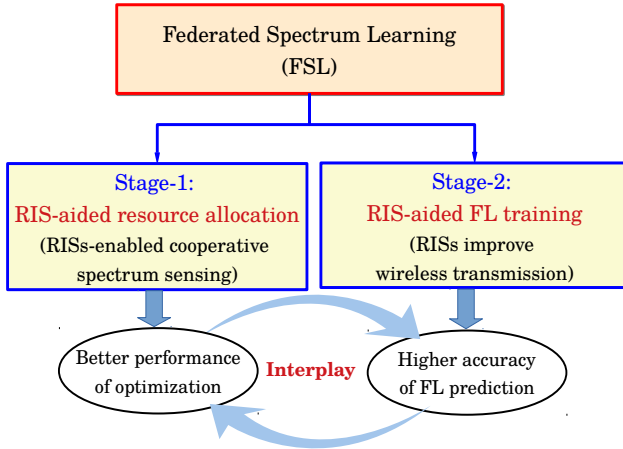 Federated Spectrum Learning
(FSL)
Stage-1:
RIS-aided resource allocation
(RISs-enabled cooperative
spectrum sensing)
Stage-2:
RIS-aided FL training
(RISs improve
wireless transmission)
Better performance
of optimization
Interplay
Higher accuracy
of FL prediction